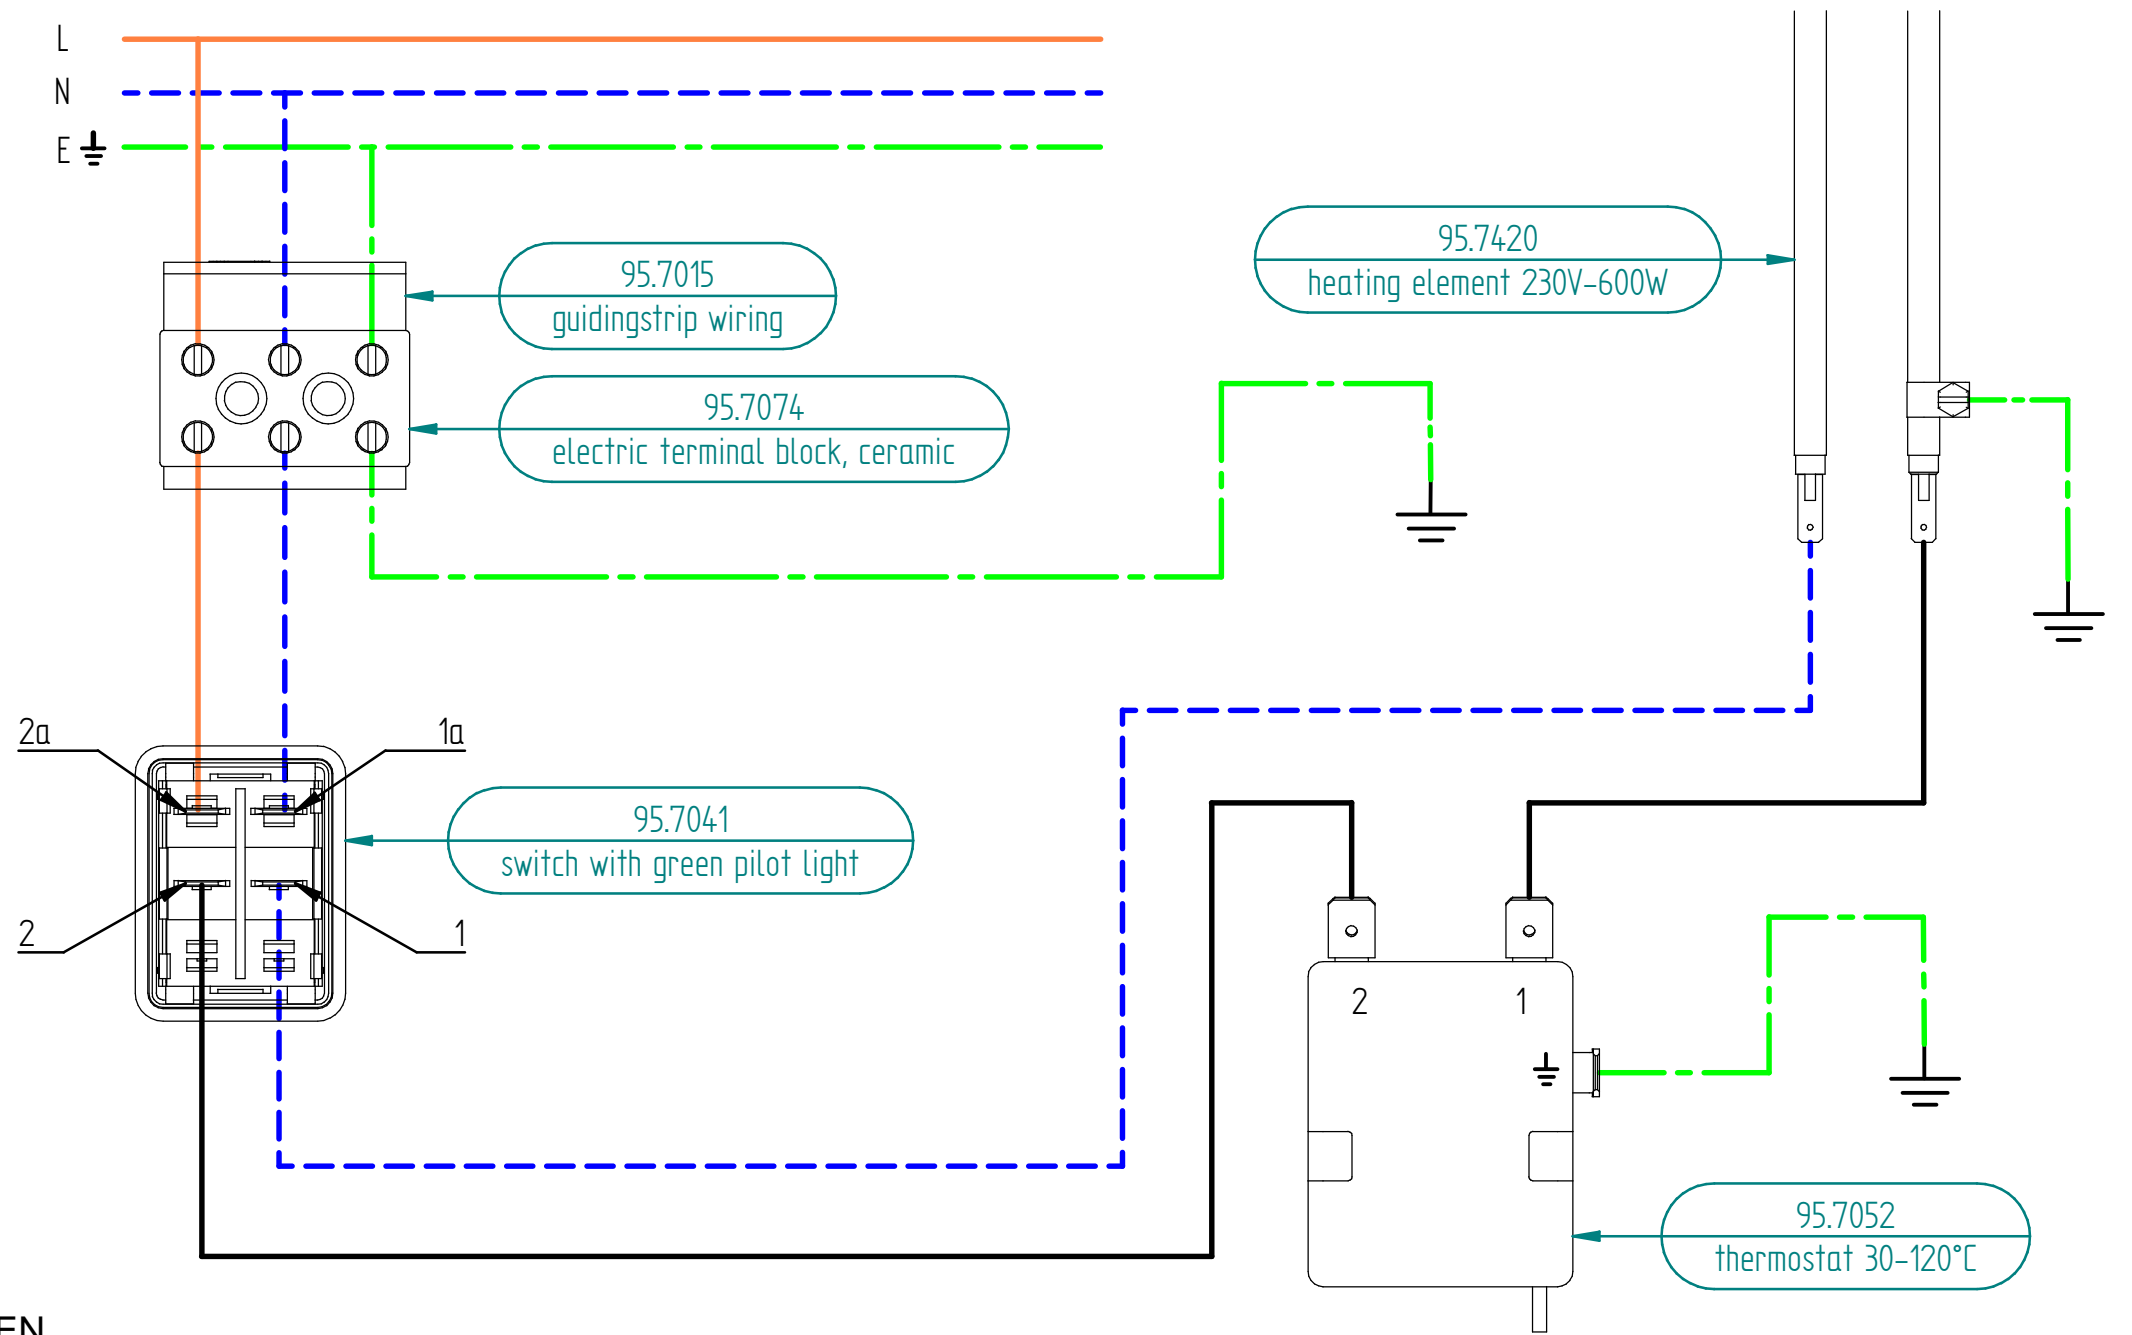 L
N
E
95.7420
heating element 230V-600W
95.7015
guidingstrip wiring
95.7074
electric terminal block, ceramic
2a
1a
95.7041
switch with green pilot light
2
1
2
1
95.7052
thermostat 30-120°C
EN